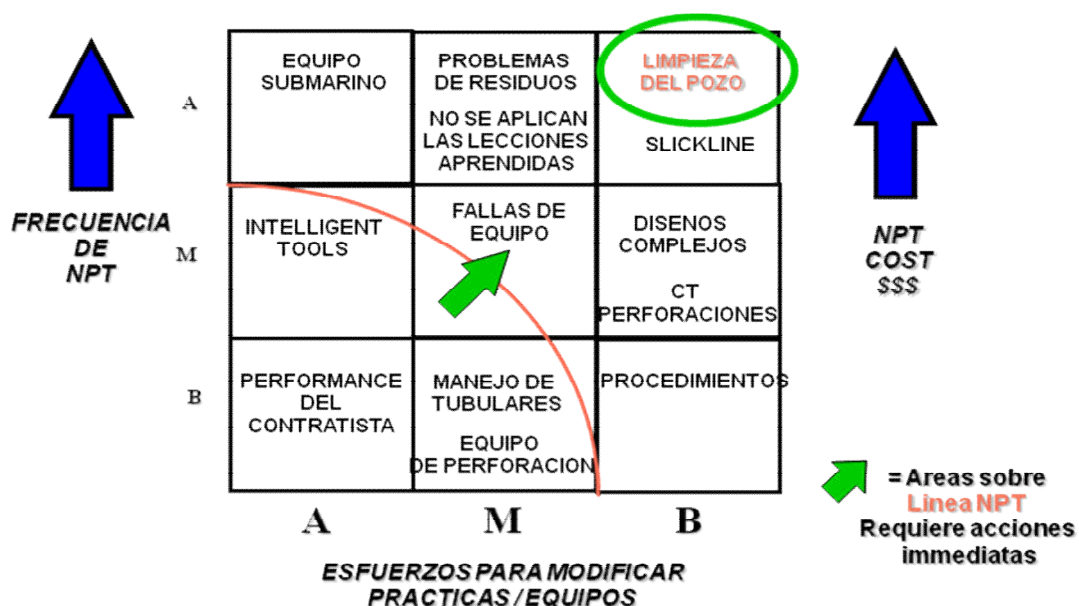 EQUIPO
SUBMARINO
PROBLEMAS
DE RESIDUOS
NO SE APLICAN
LAS LECCIONES
APRENDIDAS
LIMPIEZA
DEL POZO
SLICKLINE
A
FRECUENCIA
DE
NPT
M
INTELLIGENT
TOOLS
FALLAS DE
EQUIPO
DISENOS
COMPLEJOS
CT
PERFORACIONES
NPT
COST
$$$
B
PERFORMANCE
DEL
CONTRATISTA
MANEJO DE
TUBULARES
EQUIPO
DE PERFORACION
PROCEDIMIENTOS
A
M
B
ESFUERZOS PARA MODIFICAR
PRACTICAS / EQUIPOS
= Areas sobre
Linea NPT
Requiere acciones
immediatas